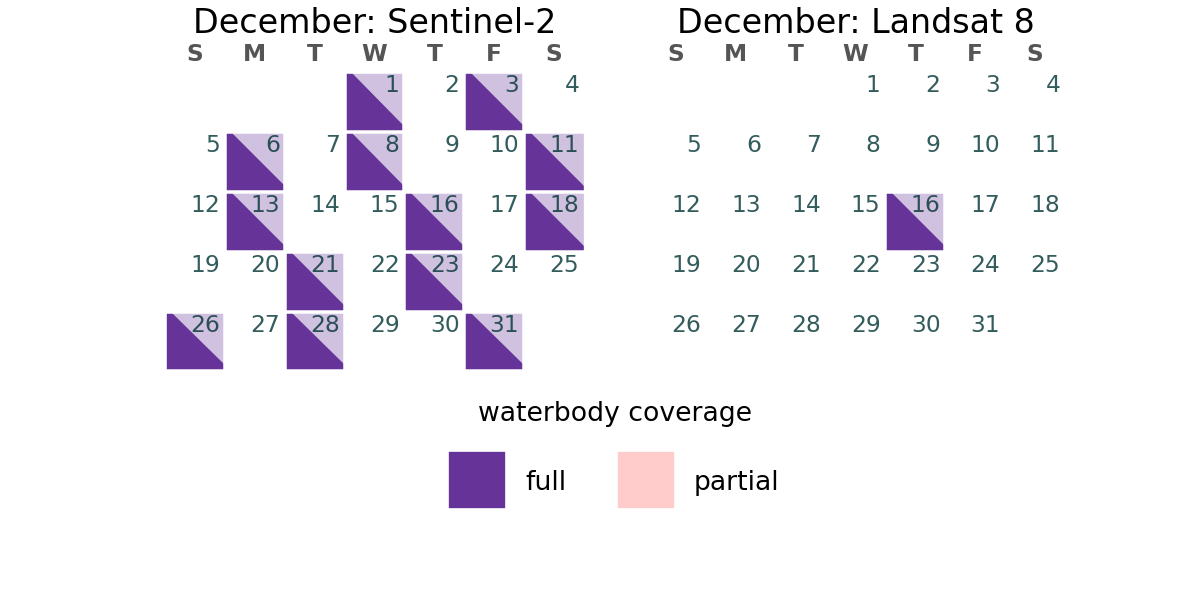 December: Sentinel-2
S M T W T F S
1 2 3 4
5 6 7 8 9 10 11
12 13 14 15 16 17 18
19 20 21 22 23 24 25
26 27 28 29 30 31
December: Landsat 8
S M T W T F S
1 2 3 4
5 6 7 8 9 10 11
12 13 14 15 16 17 18
19 20 21 22 23 24 25
26 27 28 29 30 31
waterbody coverage
full partial